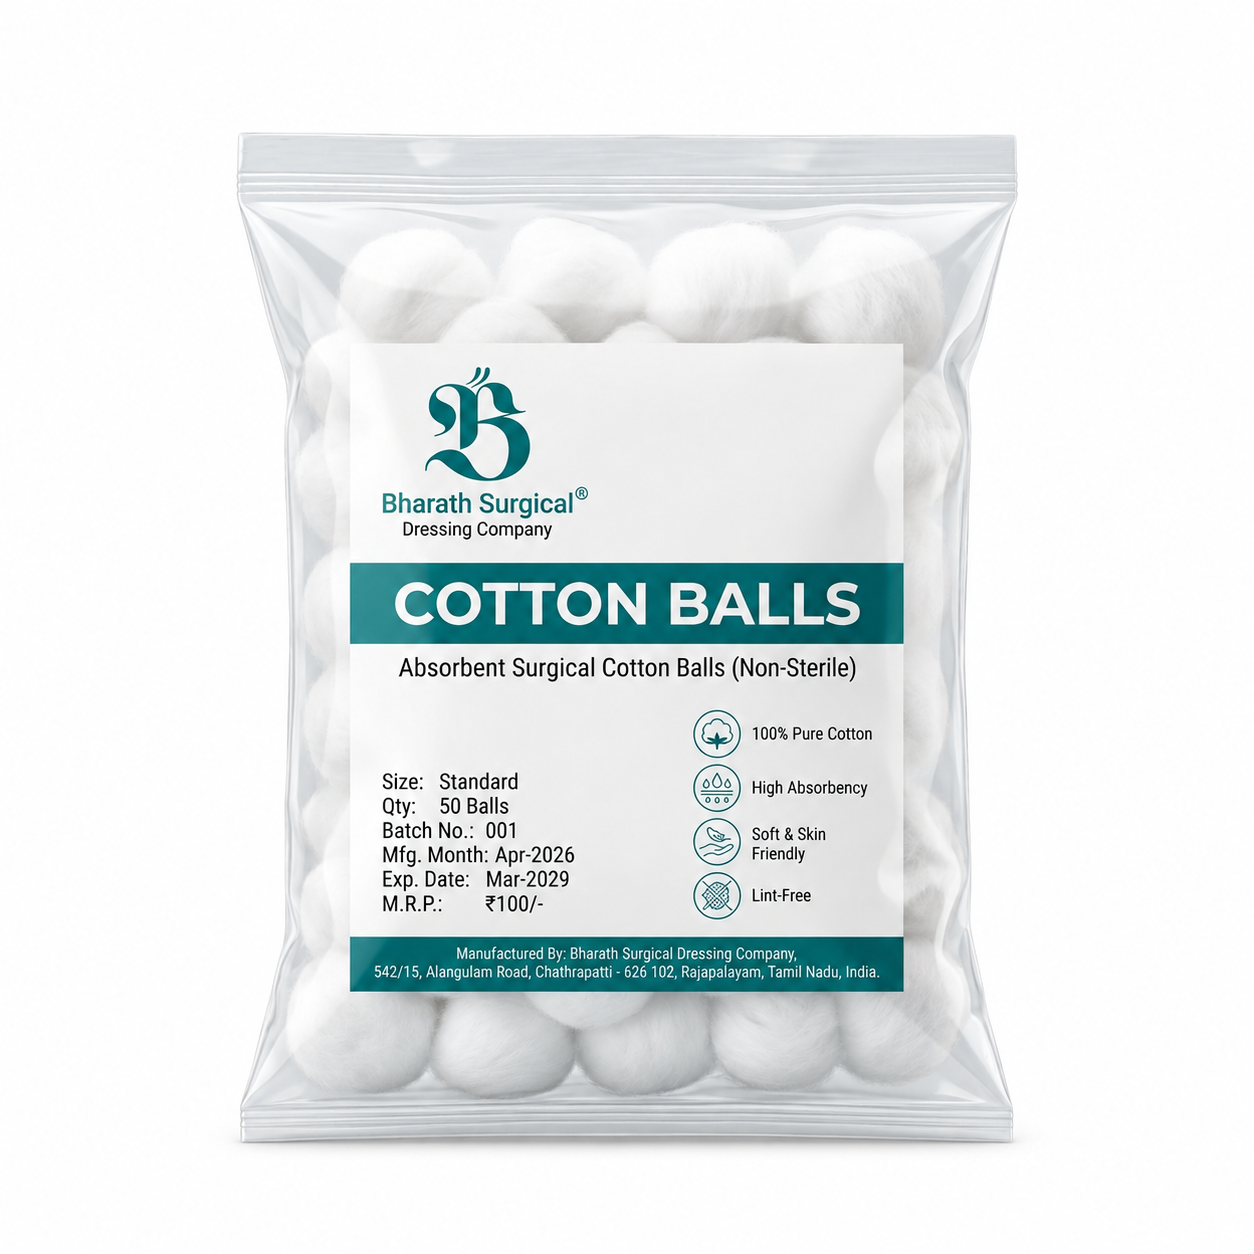 B
Bharath Surgical®
Dressing Company
COTTON BALLS
Absorbent Surgical Cotton Balls (Non-Sterile)
100% Pure Cotton
High Absorbency
Soft & Skin
Friendly
Lint-Free
Size: Standard
Qty: 50 Balls
Batch No.: 001
Mfg. Month: Apr-2026
Exp. Date: Mar-2029
M.R.P.: ₹100/-
Manufactured By: Bharath Surgical Dressing Company,
542/15, Alangulam Road, Chathrapatti - 626 102, Rajapalayam, Tamil Nadu, India.